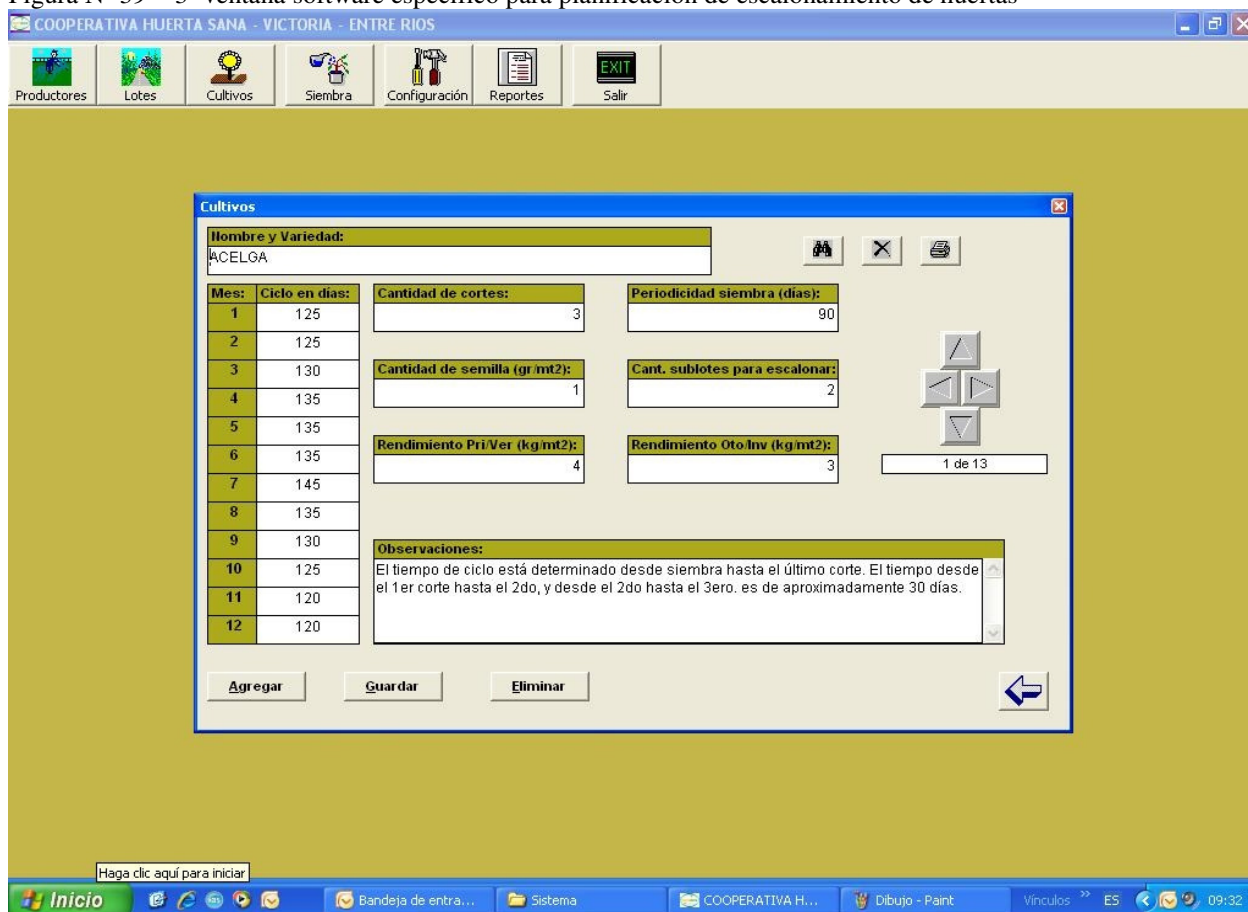 Figura N° 39 – 3° ventana software específico para planificación de escalonamiento de huertas
COOPERATIVA HUERTA SANA - VICTORIA - ENTRE RIOS
Productores Lotes Cultivos Siembra Configuración Reportes EXIT Salir
Cultivos
Nombre y Variedad:
ACELGA
Mes: Ciclo en días:
1 125
2 125
3 130
4 135
5 135
6 135
7 145
8 135
9 130
10 125
11 120
12 120
Cantidad de cortes:
3
Periodicidad siembra (días):
90
Cantidad de semilla (gr/mt2):
1
Cant. sublotes para escalonar:
2
Rendimiento Pri/Ver (kg/mt2):
4
Rendimiento Oto/Inv (kg/mt2):
3
1 de 13
Observaciones:
El tiempo de ciclo está determinado desde siembra hasta el último corte. El tiempo desde
el 1er corte hasta el 2do, y desde el 2do hasta el 3ero. es de aproximadamente 30 días.
Agregar Guardar Eliminar
Haga clic aquí para iniciar
Inicio Bandeja de entra... Sistema COOPERATIVA H... Dibujo - Paint Vínculos » ES 09:32